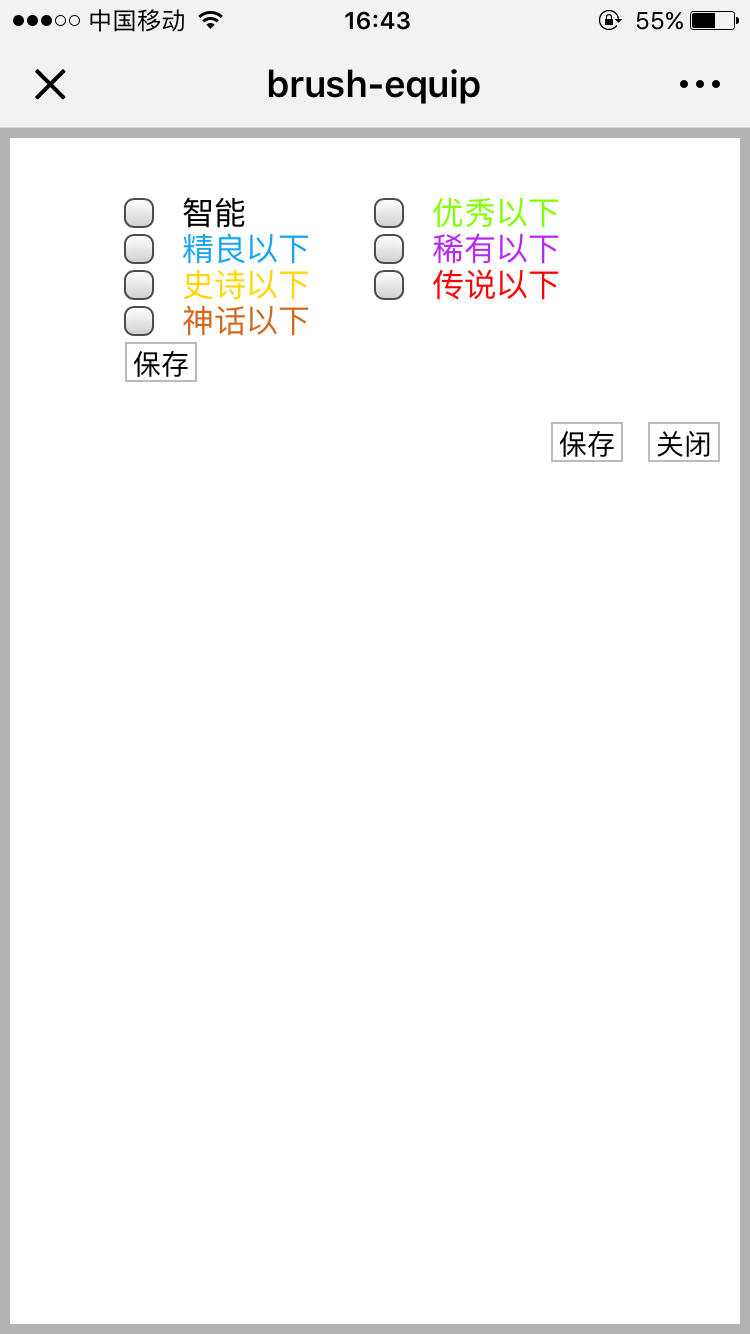 中国移动 16:43 55%
brush-equip
智能 优秀以下
精良以下 稀有以下
史诗以下 传说以下
神话以下
保存
保存 关闭